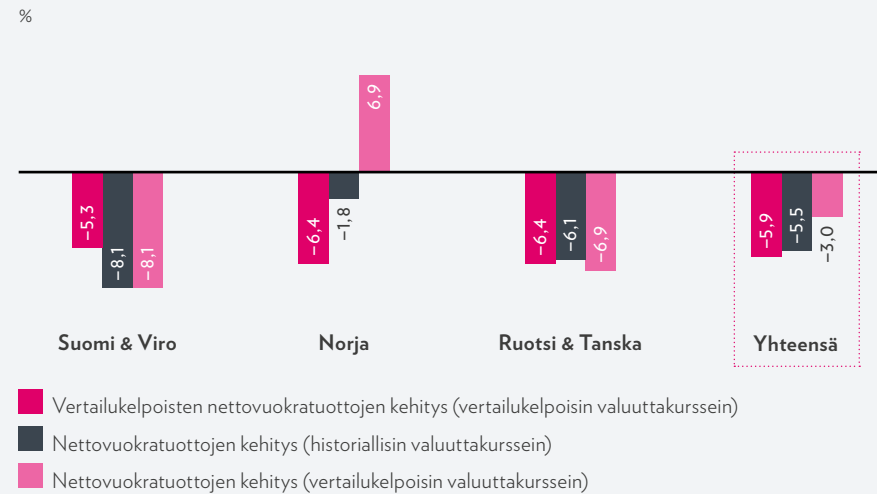 %
−5,3
−8,1
−8,1
−6,4
−1,8
6,9
−6,4
−6,1
−6,9
−5,9
−5,5
−3,0
Suomi & Viro
Norja
Ruotsi & Tanska
Yhteensä
Vertailukelpoisten nettovuokratuottojen kehitys (vertailukelpoisin valuuttakurssein)
Nettovuokratuottojen kehitys (historiallisin valuuttakurssein)
Nettovuokratuottojen kehitys (vertailukelpoisin valuuttakurssein)